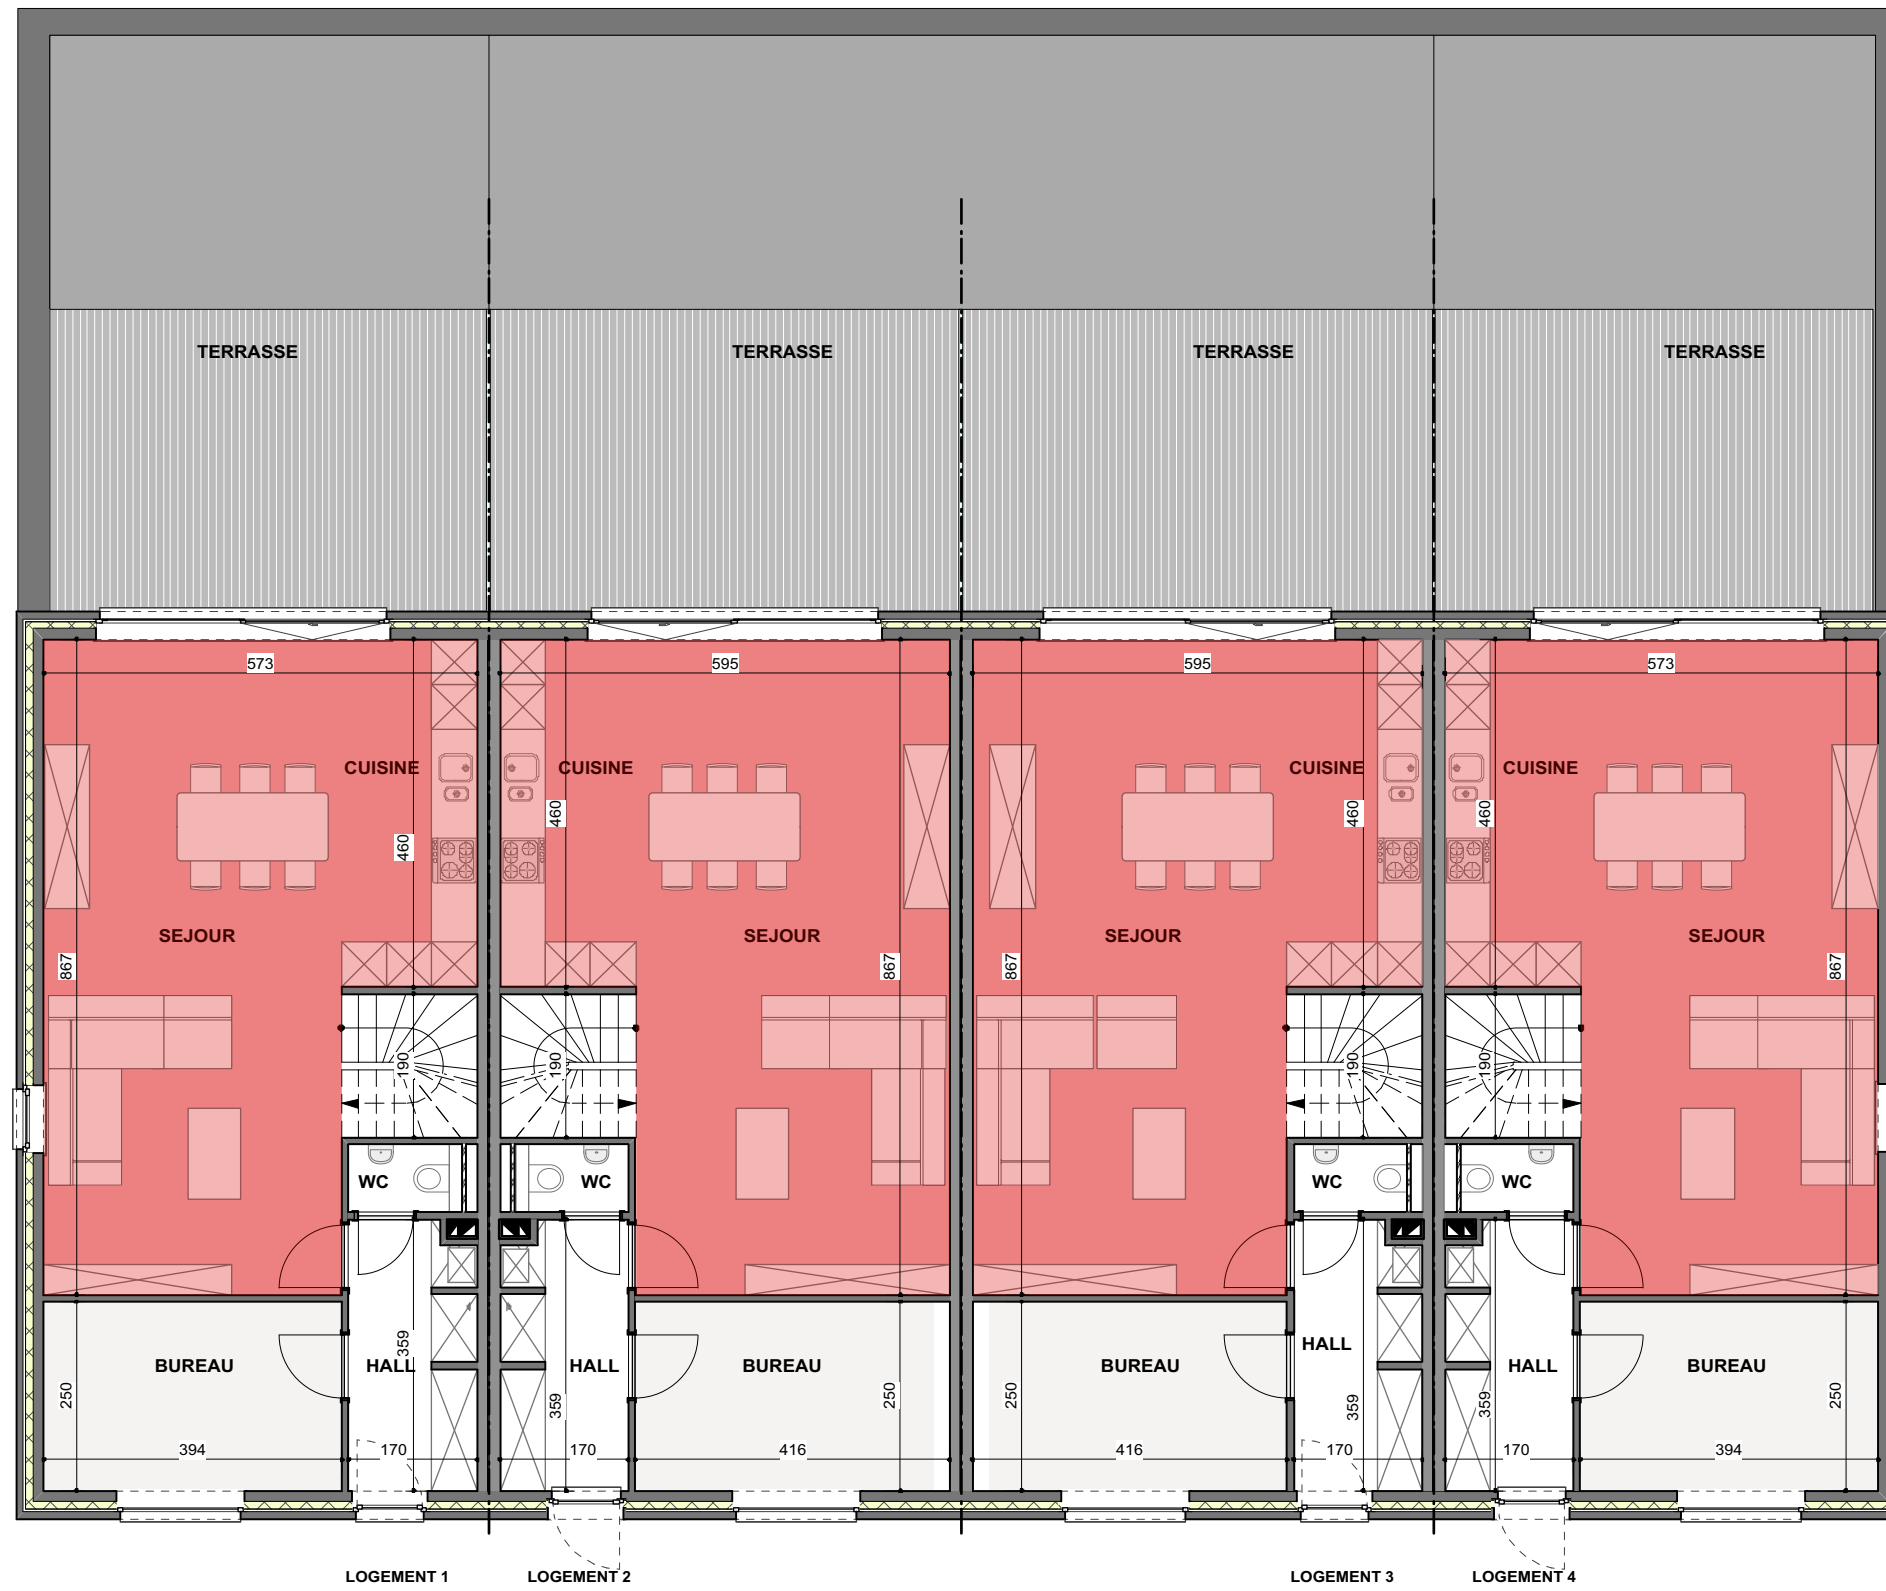 TERRASSE TERRASSE TERRASSE TERRASSE
573 595 595 573
CUISINE CUISINE CUISINE CUISINE
460 460 460 460
SEJOUR SEJOUR SEJOUR SEJOUR
867 867 867 867
190 190 190 190
WC WC WC WC
HALL
359
BUREAU HALL HALL BUREAU BUREAU HALL BUREAU
250 359 250 250 359 359 250
394 170 170 416 416 170 170 394
LOGEMENT 1 LOGEMENT 2 LOGEMENT 3 LOGEMENT 4